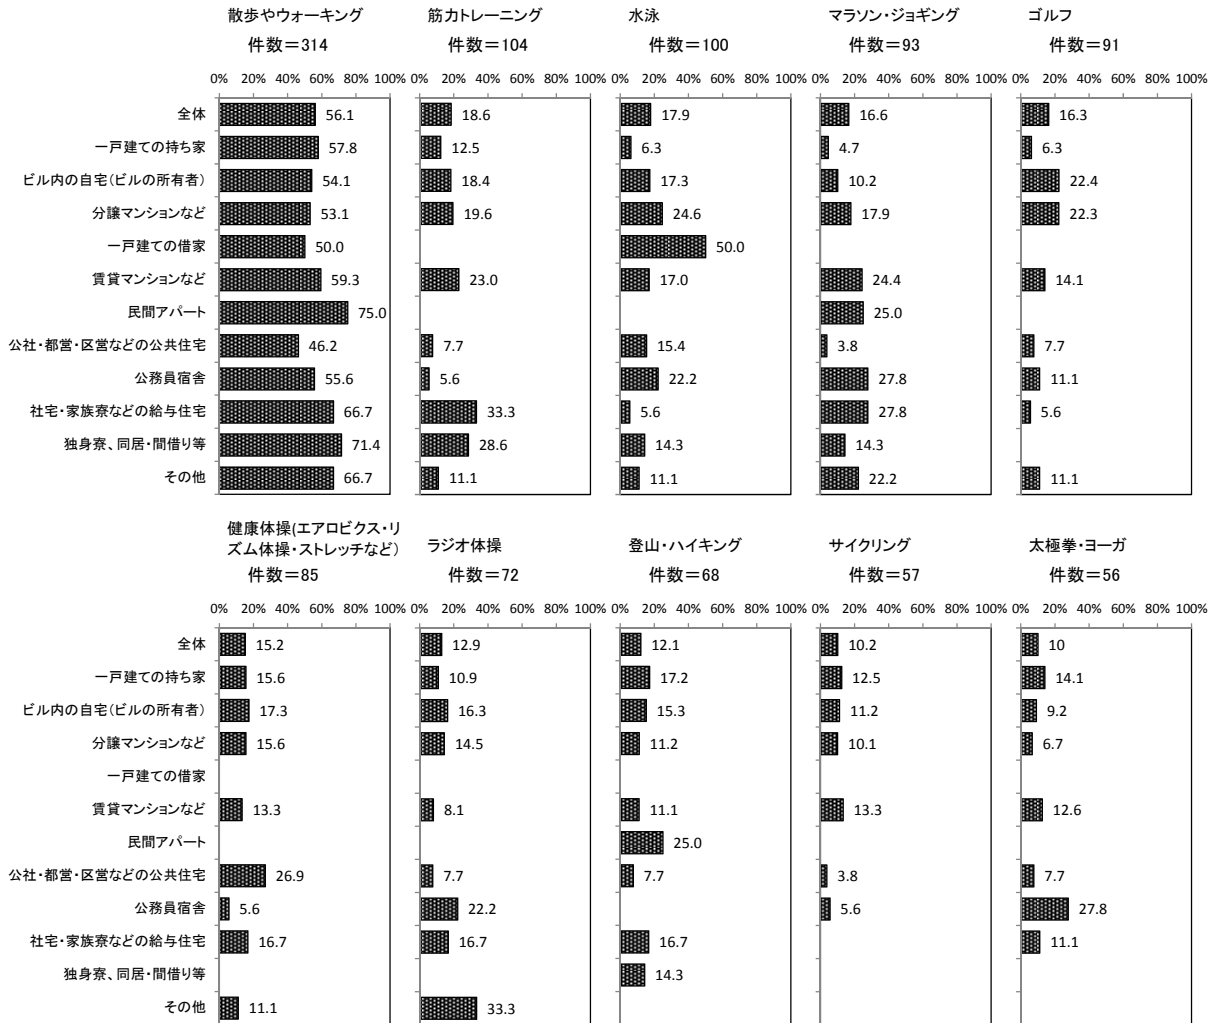 散歩やウォーキング 筋力トレーニング 水泳 マラソン・ジョギング ゴルフ
件数＝314 件数＝104 件数＝100 件数＝93 件数＝91
0% 20% 40% 60% 80% 100% 0% 20% 40% 60% 80% 100% 0% 20% 40% 60% 80% 100% 0% 20% 40% 60% 80% 100% 0% 20% 40% 60% 80% 100%
全体 56.1 18.6 17.9 16.6 16.3
一戸建ての持ち家 57.8 12.5 6.3 4.7 6.3
ビル内の自宅（ビルの所有者） 54.1 18.4 17.3 10.2 22.4
分譲マンションなど 53.1 19.6 24.6 17.9 22.3
一戸建ての借家 50.0 50.0
賃貸マンションなど 59.3 23.0 17.0 24.4 14.1
民間アパート 75.0 25.0
公社・都営・区営などの公共住宅 46.2 7.7 15.4 3.8 7.7
公務員宿舎 55.6 5.6 22.2 27.8 11.1
社宅・家族寮などの給与住宅 66.7 33.3 5.6 27.8 5.6
独身寮、同居・間借り等 71.4 28.6 14.3 14.3
その他 66.7 11.1 11.1 22.2 11.1
健康体操(エアロビクス・リ
ズム体操・ストレッチなど） ラジオ体操 登山・ハイキング サイクリング 太極拳・ヨーガ
件数＝85 件数＝72 件数＝68 件数＝57 件数＝56
0% 20% 40% 60% 80% 100% 0% 20% 40% 60% 80% 100% 0% 20% 40% 60% 80% 100% 0% 20% 40% 60% 80% 100% 0% 20% 40% 60% 80% 100%
全体 15.2 12.9 12.1 10.2 10
一戸建ての持ち家 15.6 10.9 17.2 12.5 14.1
ビル内の自宅（ビルの所有者） 17.3 16.3 15.3 11.2 9.2
分譲マンションなど 15.6 14.5 11.2 10.1 6.7
一戸建ての借家
賃貸マンションなど 13.3 8.1 11.1 13.3 12.6
民間アパート 25.0
公社・都営・区営などの公共住宅 26.9 7.7 7.7 3.8 7.7
公務員宿舎 5.6 22.2 5.6 27.8
社宅・家族寮などの給与住宅 16.7 16.7 16.7 11.1
独身寮、同居・間借り等 14.3
その他 11.1 33.3